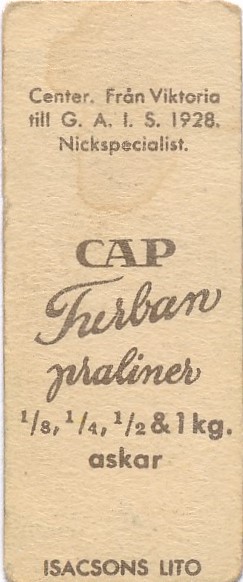 Center. Från Viktoria
till G. A. I. S. 1928.
Nickspecialist.
CAP
Turban
praliner
1/8, 1/4, 1/2 & 1 kg.
askar
ISACSONS LITO